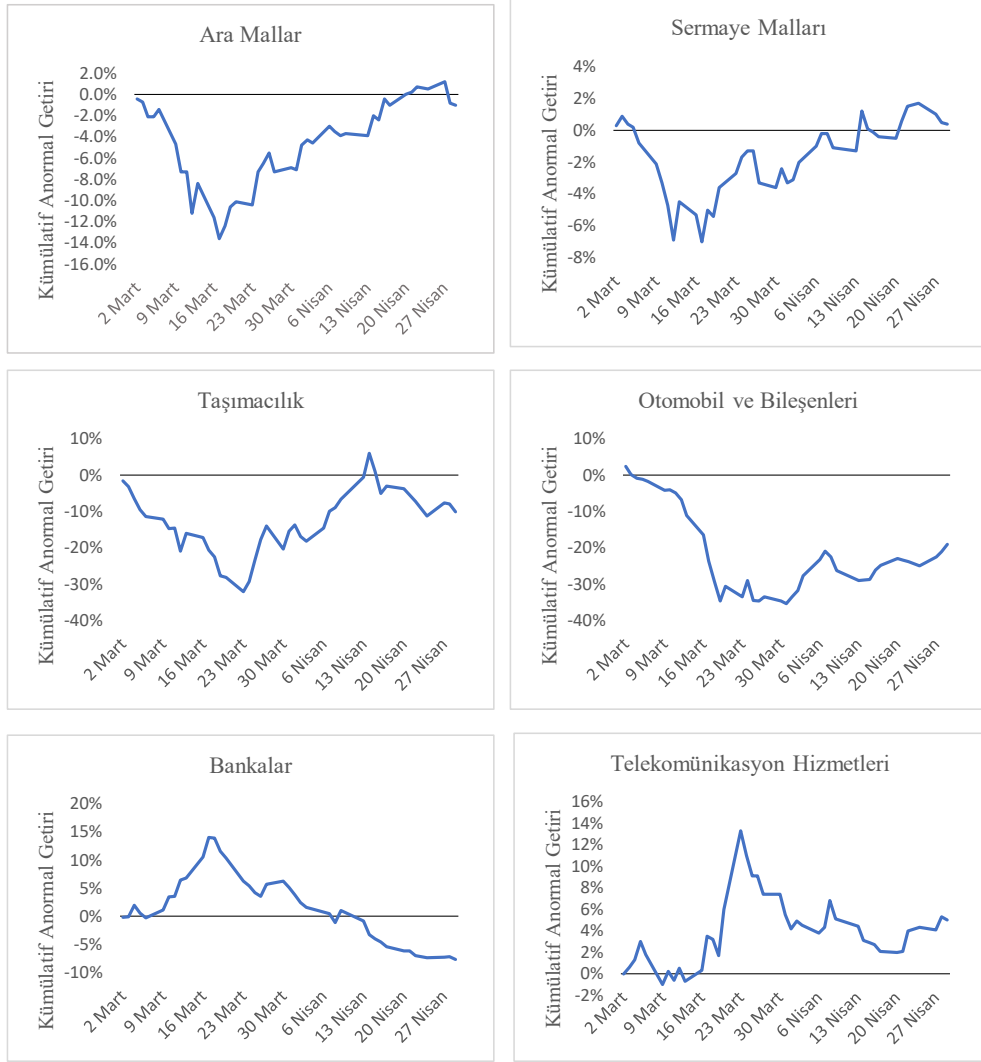 Ara Mallar
Kümülatif Anormal Getiri
2.0%
0.0%
-2.0%
-4.0%
-6.0%
-8.0%
-10.0%
-12.0%
-14.0%
-16.0%
2 Mart
9 Mart
16 Mart
23 Mart
30 Mart
6 Nisan
13 Nisan
20 Nisan
27 Nisan
Sermaye Malları
Kümülatif Anormal Getiri
4%
2%
0%
-2%
-4%
-6%
-8%
2 Mart
9 Mart
16 Mart
23 Mart
30 Mart
6 Nisan
13 Nisan
20 Nisan
27 Nisan
Taşımacılık
Kümülatif Anormal Getiri
10%
0%
-10%
-20%
-30%
-40%
2 Mart
9 Mart
16 Mart
23 Mart
30 Mart
6 Nisan
13 Nisan
20 Nisan
27 Nisan
Otomobil ve Bileşenleri
Kümülatif Anormal Getiri
10%
0%
-10%
-20%
-30%
-40%
2 Mart
9 Mart
16 Mart
23 Mart
30 Mart
6 Nisan
13 Nisan
20 Nisan
27 Nisan
Bankalar
Kümülatif Anormal Getiri
20%
15%
10%
5%
0%
-5%
-10%
2 Mart
9 Mart
16 Mart
23 Mart
30 Mart
6 Nisan
13 Nisan
20 Nisan
27 Nisan
Telekomünikasyon Hizmetleri
Kümülatif Anormal Getiri
16%
14%
12%
10%
8%
6%
4%
2%
0%
-2%
2 Mart
9 Mart
16 Mart
23 Mart
30 Mart
6 Nisan
13 Nisan
20 Nisan
27 Nisan